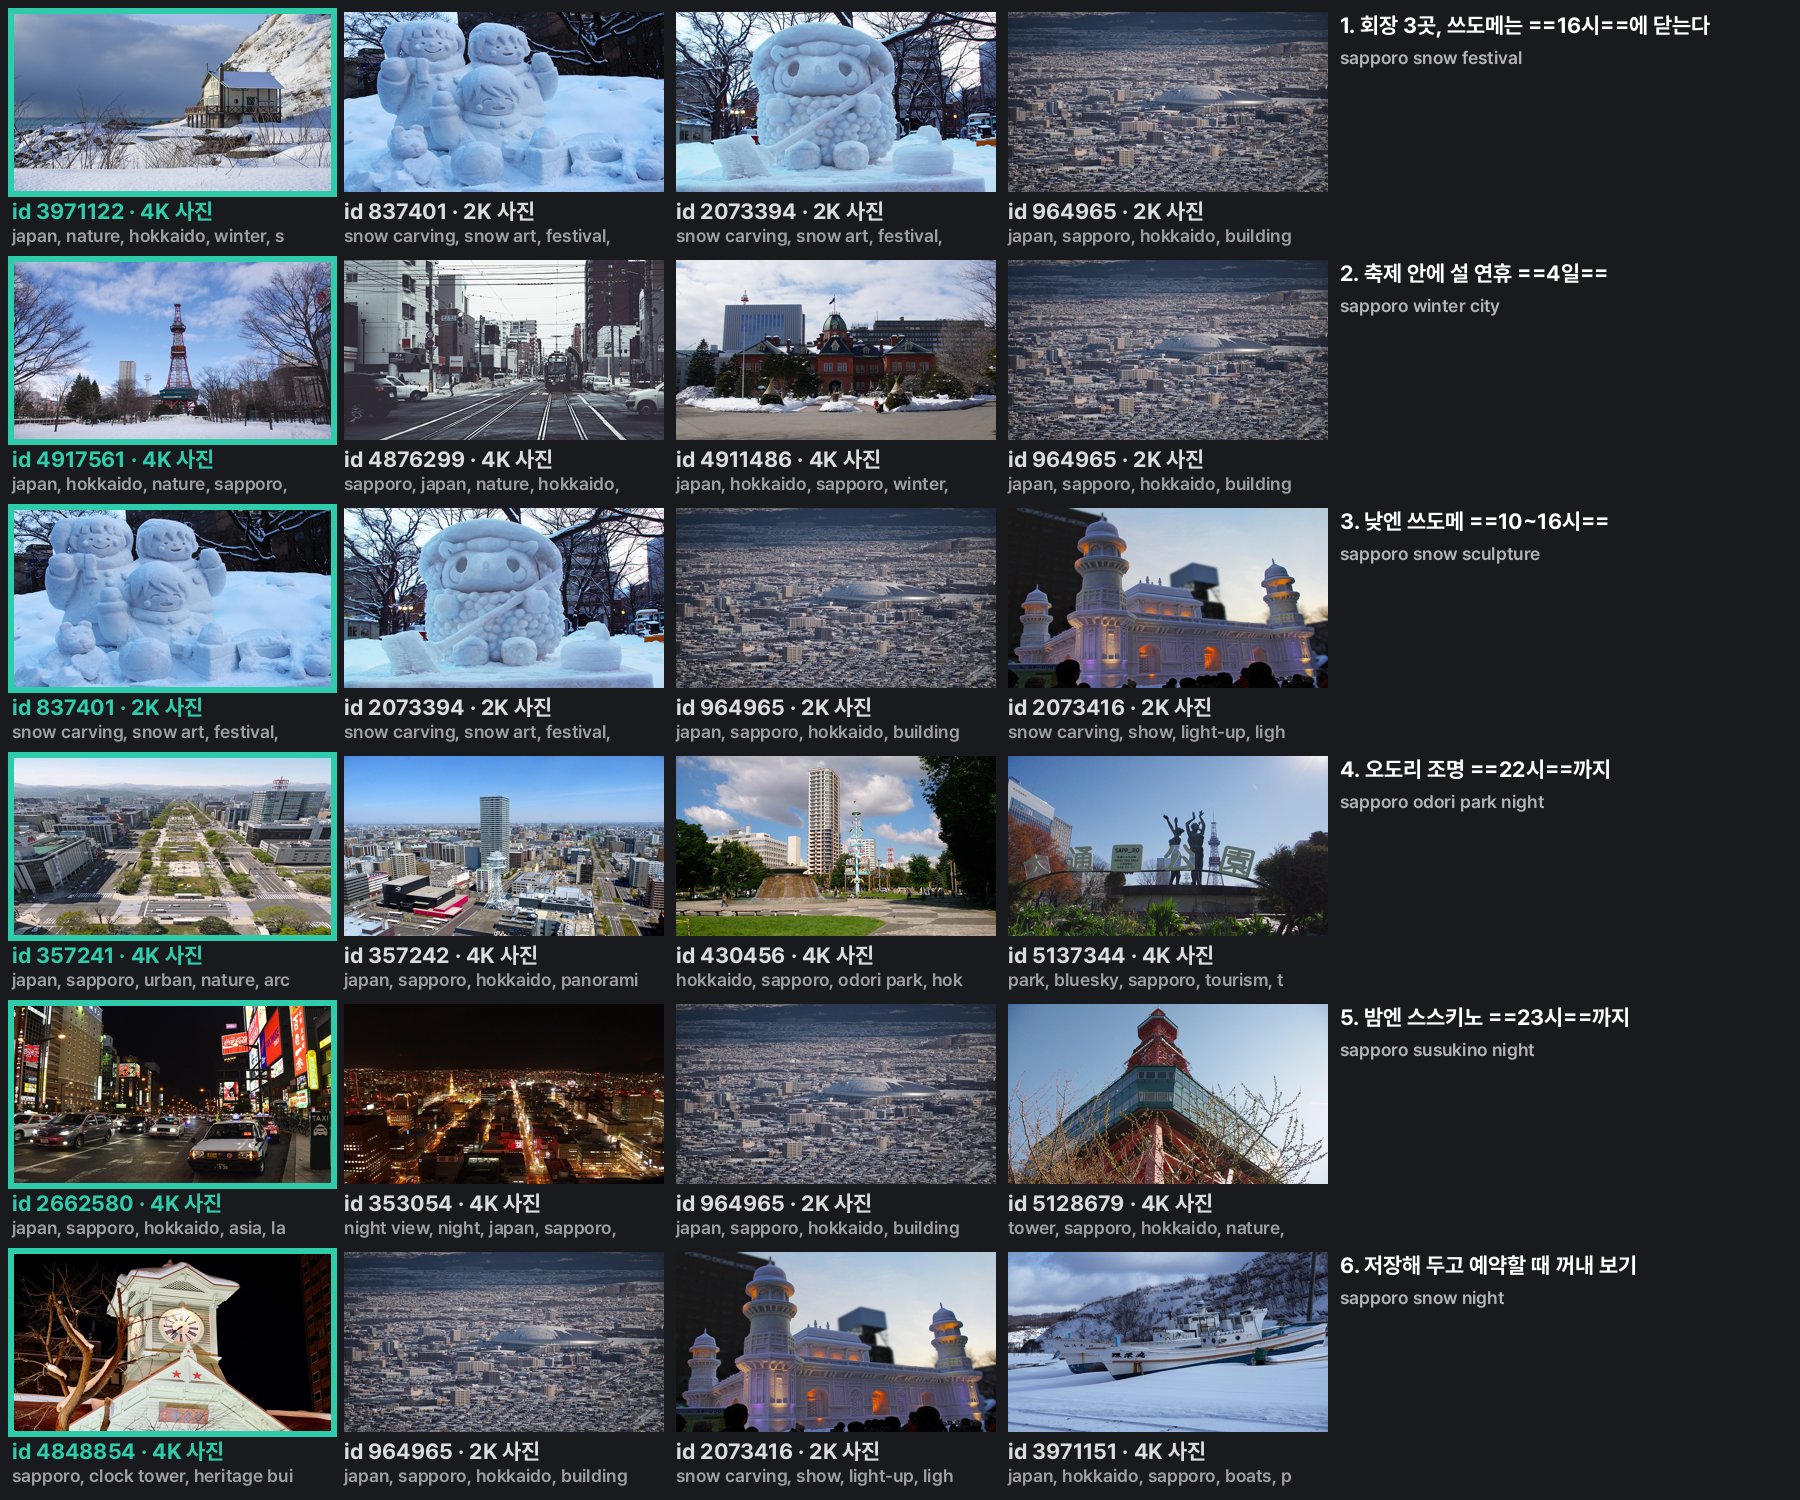 1. 회장 3곳, 쓰도메는 ==16시==에 닫는다
sapporo snow festival
id 3971122 · 4K 사진
japan, nature, hokkaido, winter, s
id 837401 · 2K 사진
snow carving, snow art, festival,
id 2073394 · 2K 사진
snow carving, snow art, festival,
id 964965 · 2K 사진
japan, sapporo, hokkaido, building
2. 축제 안에 설 연휴 ==4일==
sapporo winter city
id 4917561 · 4K 사진
japan, hokkaido, nature, sapporo,
id 4876299 · 4K 사진
sapporo, japan, nature, hokkaido,
id 4911486 · 4K 사진
japan, hokkaido, sapporo, winter,
id 964965 · 2K 사진
japan, sapporo, hokkaido, building
3. 낮엔 쓰도메 ==10~16시==
sapporo snow sculpture
id 837401 · 2K 사진
snow carving, snow art, festival,
id 2073394 · 2K 사진
snow carving, snow art, festival,
id 964965 · 2K 사진
japan, sapporo, hokkaido, building
id 2073416 · 2K 사진
snow carving, show, light-up, ligh
4. 오도리 조명 ==22시==까지
sapporo odori park night
通 公 園
SAPP_RO
id 357241 · 4K 사진
japan, sapporo, urban, nature, arc
id 357242 · 4K 사진
japan, sapporo, hokkaido, panorami
id 430456 · 4K 사진
hokkaido, sapporo, odori park, hok
id 5137344 · 4K 사진
park, bluesky, sapporo, tourism, t
5. 밤엔 스스키노 ==23시==까지
sapporo susukino night
Coca-Cola
TAXI
id 2662580 · 4K 사진
japan, sapporo, hokkaido, asia, la
id 353054 · 4K 사진
night view, night, japan, sapporo,
id 964965 · 2K 사진
japan, sapporo, hokkaido, building
id 5128679 · 4K 사진
tower, sapporo, hokkaido, nature,
6. 저장해 두고 예약할 때 꺼내 보기
sapporo snow night
id 4848854 · 4K 사진
sapporo, clock tower, heritage bui
id 964965 · 2K 사진
japan, sapporo, hokkaido, building
id 2073416 · 2K 사진
snow carving, show, light-up, ligh
id 3971151 · 4K 사진
japan, hokkaido, sapporo, boats, p